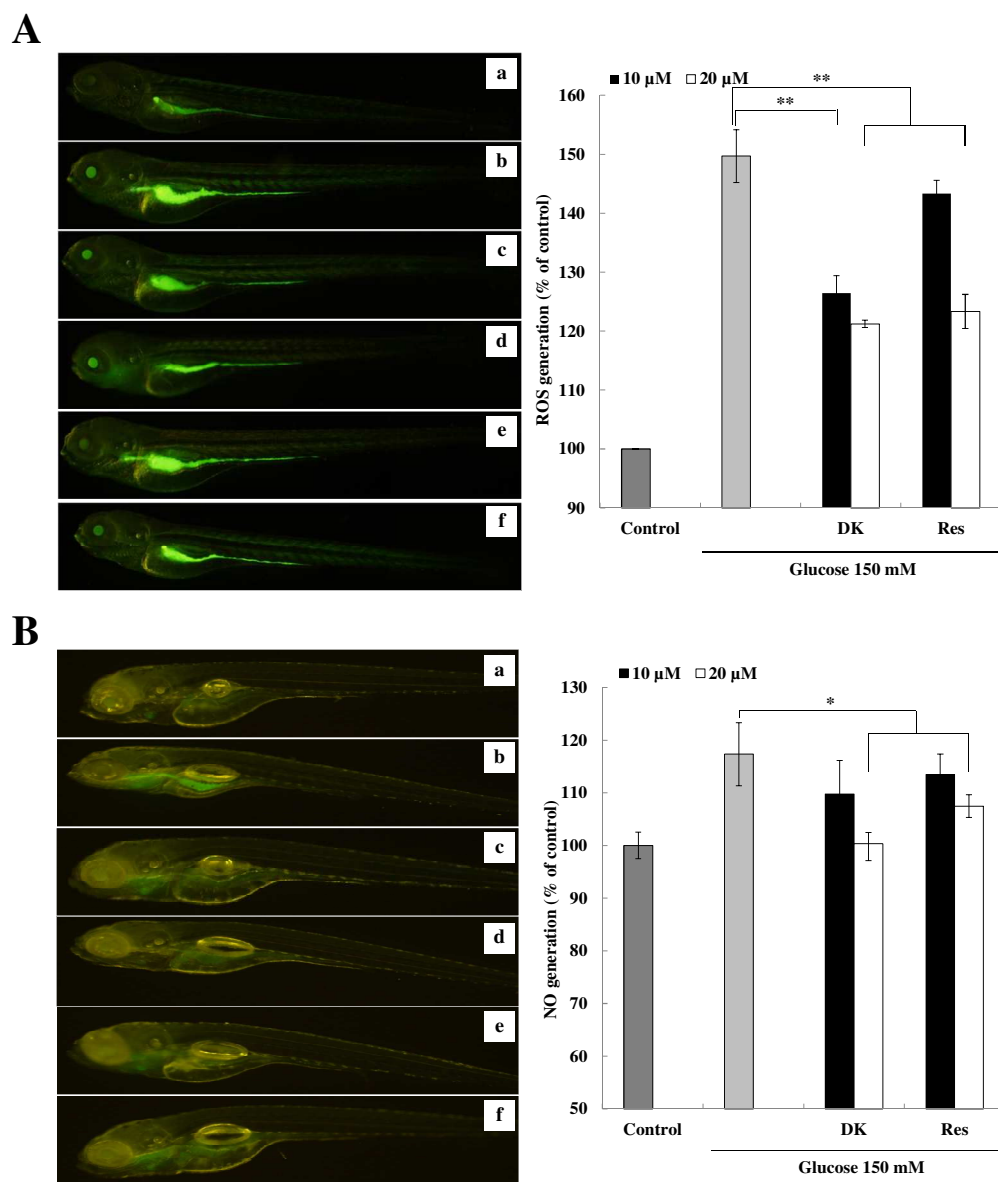 A
a
b
c
d
e
f
10 µM 20 µM
**
**
ROS generation (% of control)
160
150
140
130
120
110
100
90
Control DK Res
Glucose 150 mM
B
a
b
c
d
e
f
10 µM 20 µM
*
NO generation (% of control)
130
120
110
100
90
80
70
60
50
Control DK Res
Glucose 150 mM